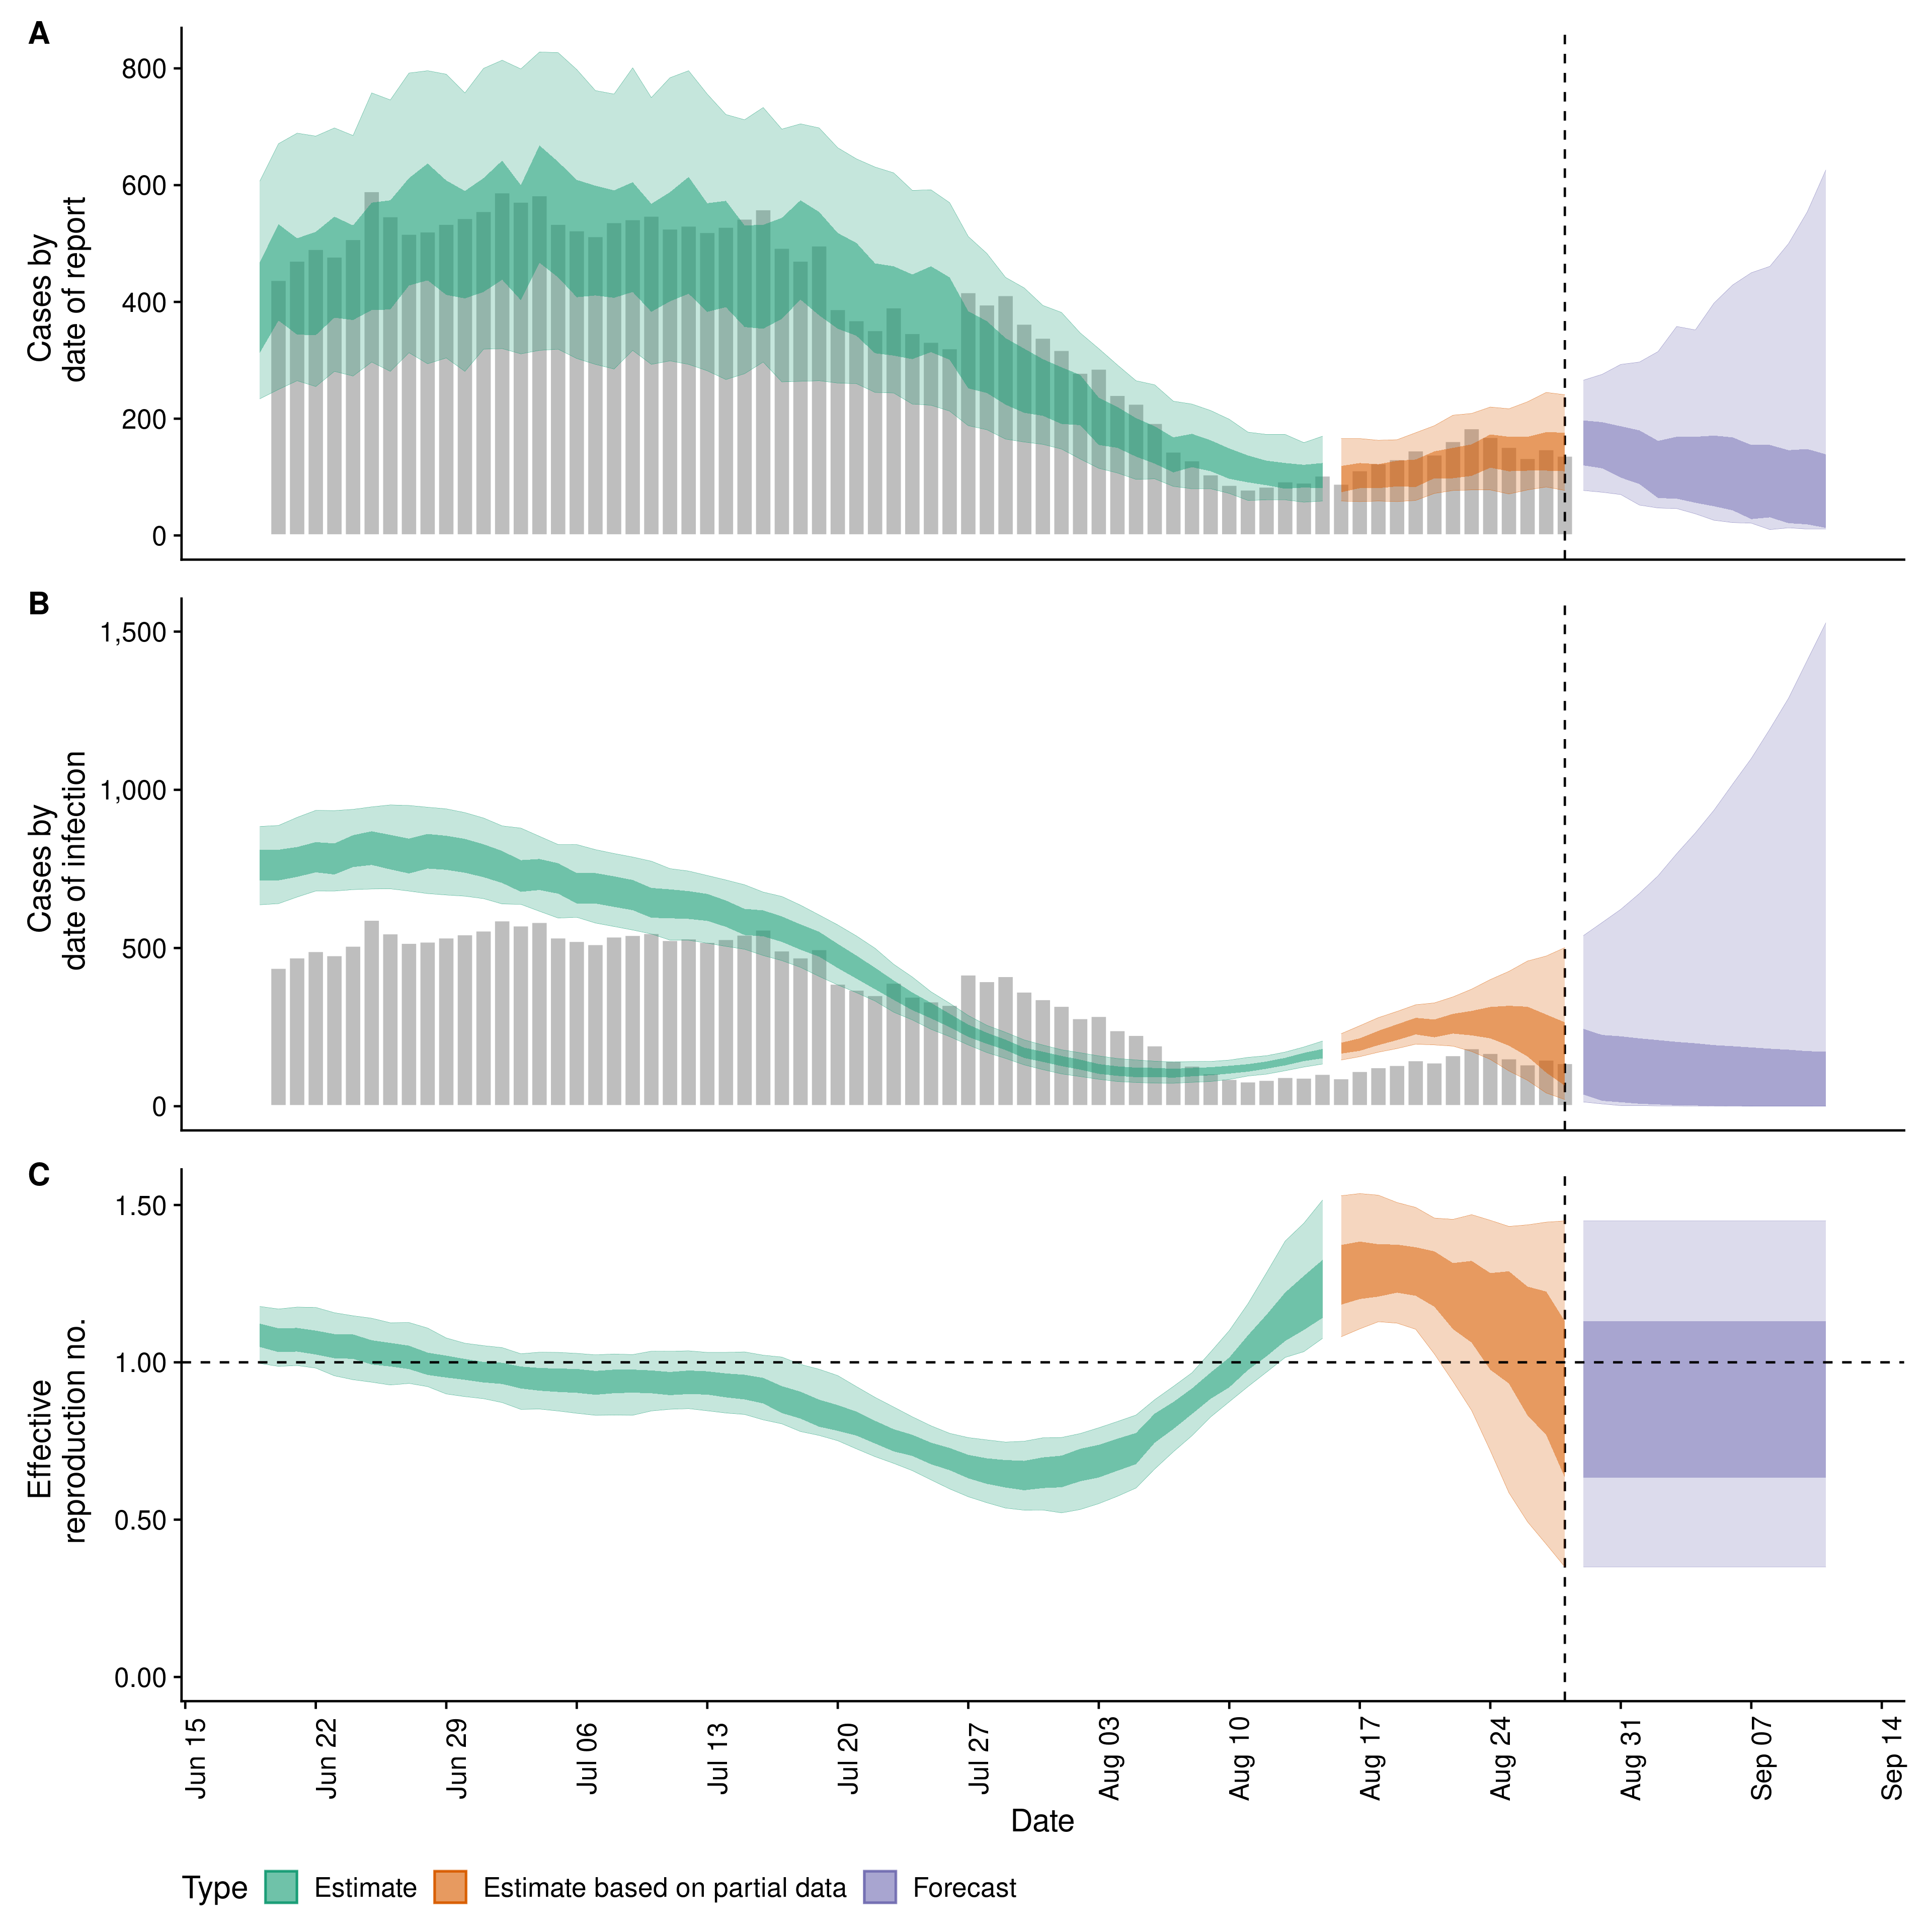 A
800
600
400
200
0
Cases by
date of report
B
1,500
1,000
500
0
Cases by
date of infection
C
1.50
1.00
0.50
0.00
Effective
reproduction no.
Jun 15
Jun 22
Jun 29
Jul 06
Jul 13
Jul 20
Jul 27
Aug 03
Aug 10
Aug 17
Aug 24
Aug 31
Sep 07
Sep 14
Date
Type Estimate Estimate based on partial data Forecast